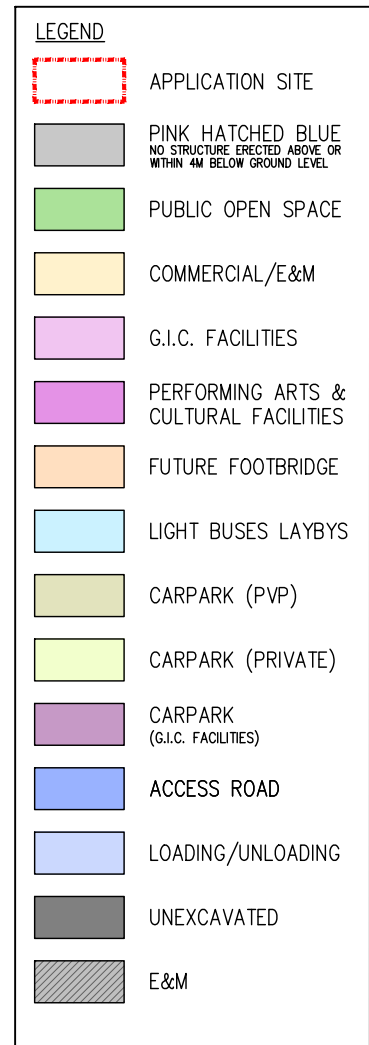 LEGEND
APPLICATION SITE
PINK HATCHED BLUE
NO STRUCTURE ERECTED ABOVE OR
WITHIN 4M BELOW GROUND LEVEL
PUBLIC OPEN SPACE
COMMERCIAL/E&M
G.I.C. FACILITIES
PERFORMING ARTS &
CULTURAL FACILITIES
FUTURE FOOTBRIDGE
LIGHT BUSES LAYBYS
CARPARK (PVP)
CARPARK (PRIVATE)
CARPARK
(G.I.C. FACILITIES)
ACCESS ROAD
LOADING/UNLOADING
UNEXCAVATED
E&M